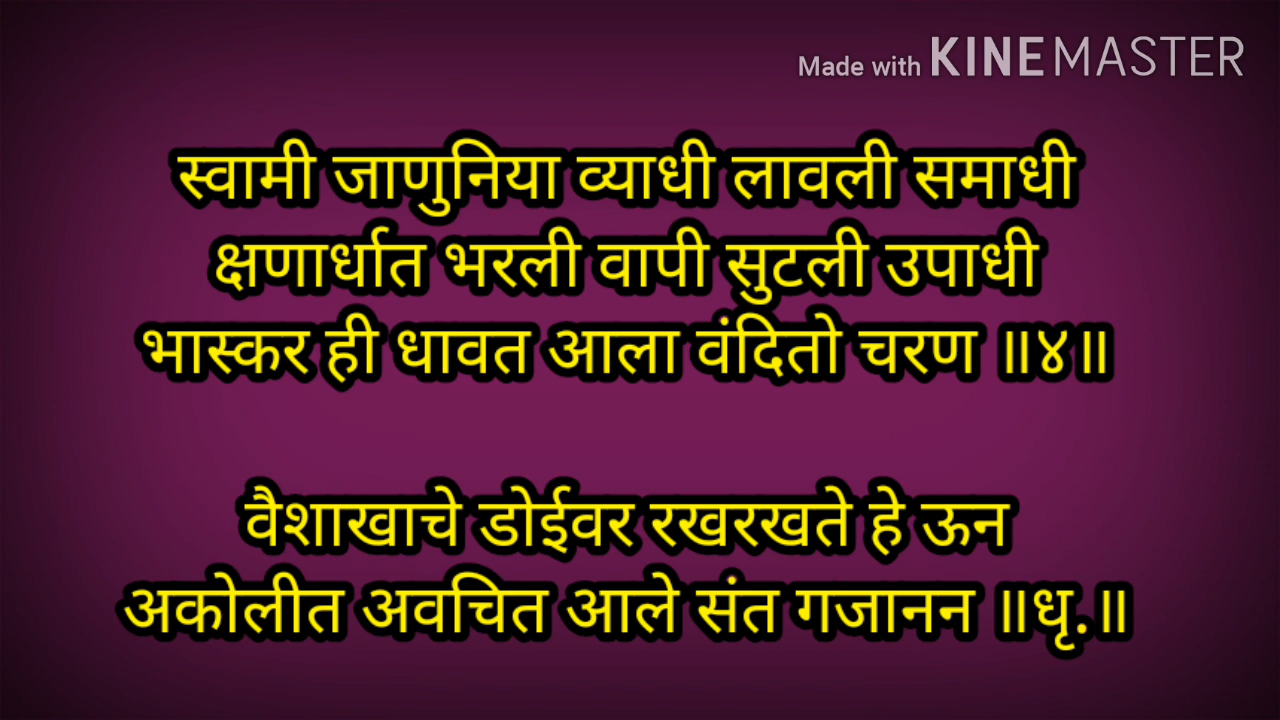 Made with KINEMASTER
स्वामी जाणुनिया व्याधी लावली समाधी
क्षणार्धात भरली वापी सुटली उपाधी
भास्कर ही धावत आला वंदितो चरण ॥४॥
वैशाखाचे डोईवर रखरखते हे ऊन
अकोलीत अवचित आले संत गजानन ॥धृ.॥